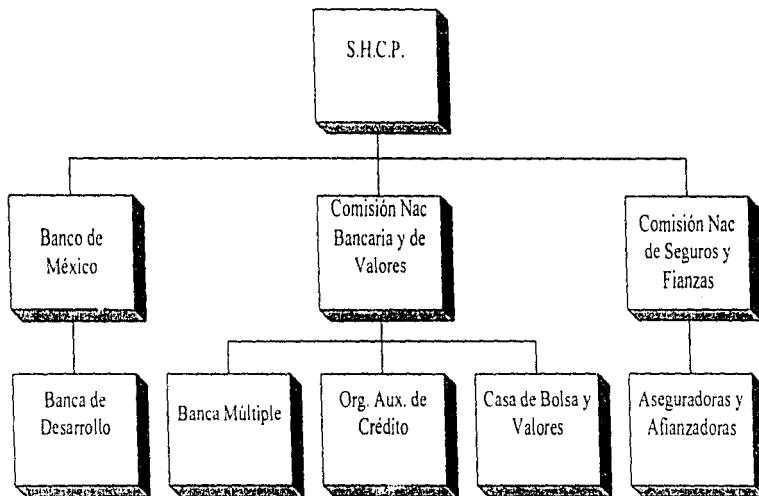 S.H.C.P.
Banco de
México
Comisión Nac
Bancaria y de
Valores
Comisión Nac
de Seguros y
Fianzas
Banca de
Desarrollo
Banca Múltiple
Org. Aux. de
Crédito
Casa de Bolsa y
Valores
Aseguradoras y
Afianzadoras